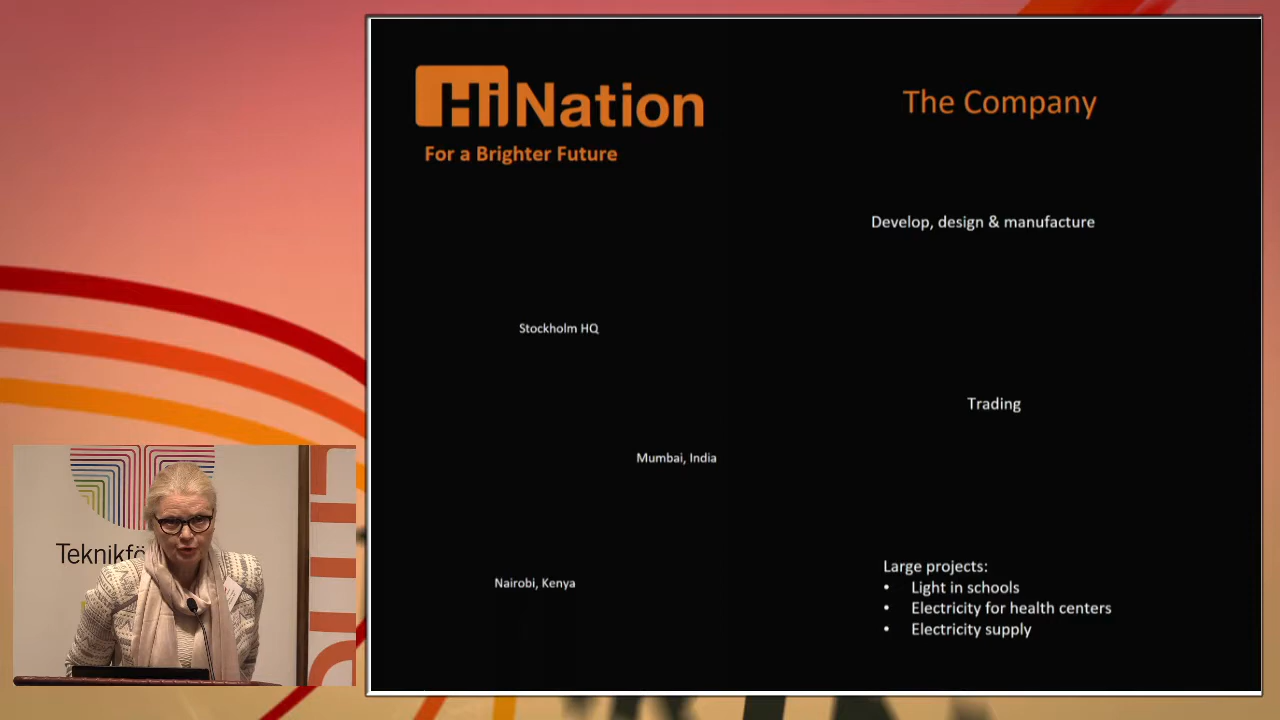 HiNation
For a Brighter Future
The Company
Develop, design & manufacture
Stockholm HQ
Trading
Mumbai, India
Nairobi, Kenya
Large projects:
• Light in schools
• Electricity for health centers
• Electricity supply
Teknikfö